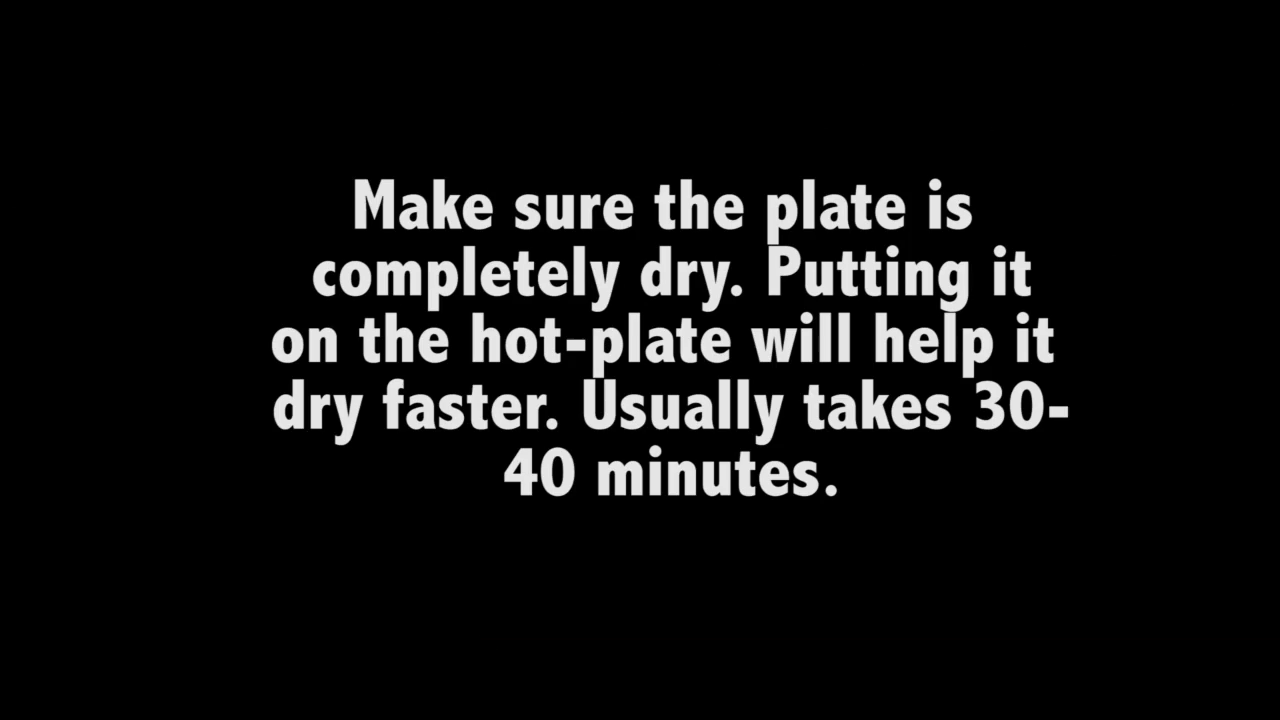 Make sure the plate is
completely dry. Putting it
on the hot-plate will help it
dry faster. Usually takes 30-
40 minutes.